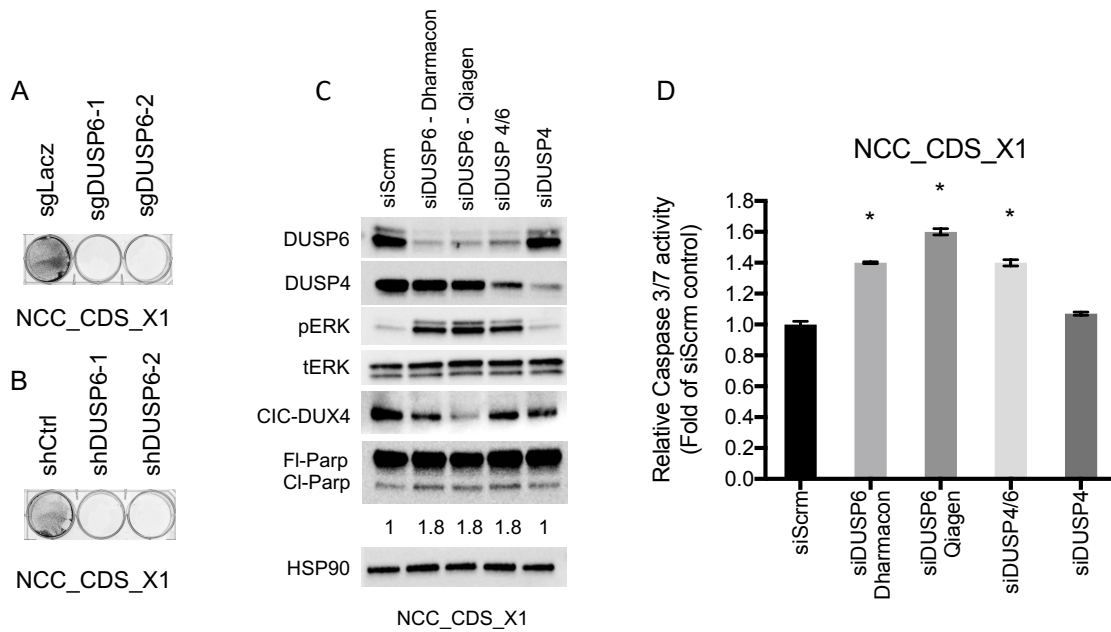 A
sgLacz
sgDUSP6-1
sgDUSP6-2
NCC_CDS_X1
B
shCtrl
shDUSP6-1
shDUSP6-2
NCC_CDS_X1
C
siScrm
siDUSP6 - Dharmacon
siDUSP6 - Qiagen
siDUSP 4/6
siDUSP4
DUSP6
DUSP4
pERK
tERK
CIC-DUX4
Fl-Parp
Cl-Parp
1 1.8 1.8 1.8 1
HSP90
NCC_CDS_X1
D
NCC_CDS_X1
Relative Caspase 3/7 activity
(Fold of siScrm control)
1.8
1.6
1.4
1.2
1.0
0.8
0.6
0.4
0.2
0.0
*
*
*
siScrm
siDUSP6
Dharmacon
siDUSP6
Qiagen
siDUSP4/6
siDUSP4